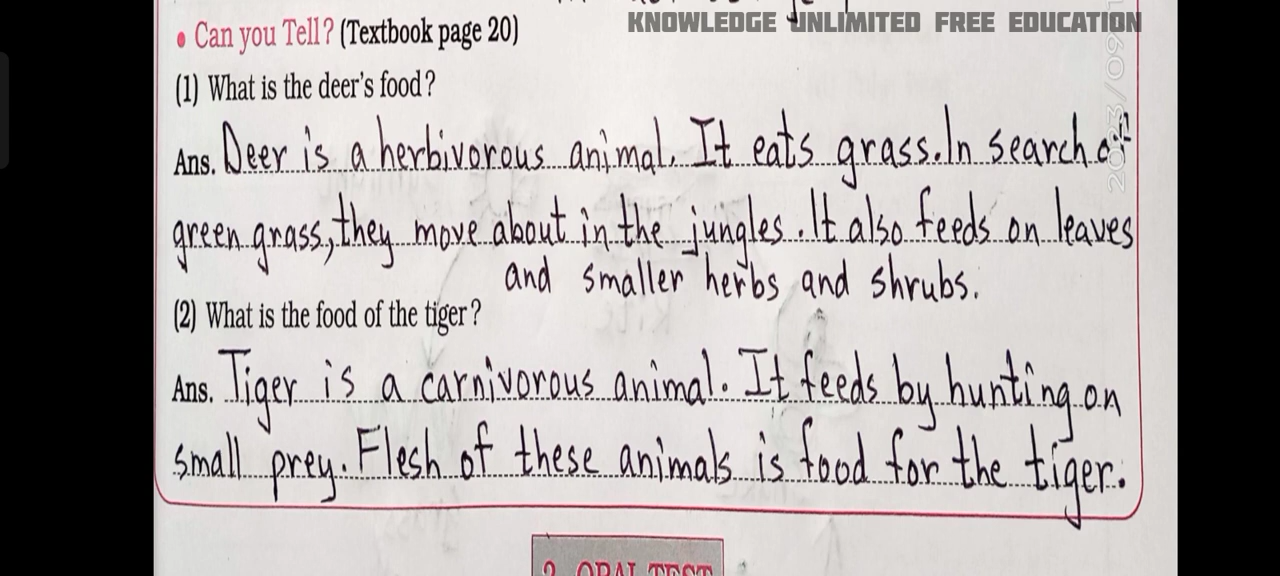 KNOWLEDGE UNLIMITED FREE EDUCATION
• Can you Tell? (Textbook page 20)
(1) What is the deer's food?
Ans. Deer is a herbivorous animal. It eats grass. In search of
green grass, they move about in the jungles. It also feeds on leaves
and smaller herbs and shrubs.
(2) What is the food of the tiger?
Ans. Tiger is a carnivorous animal. It feeds by hunting on
small prey. Flesh of these animals is food for the tiger.
2. ORAL TEST